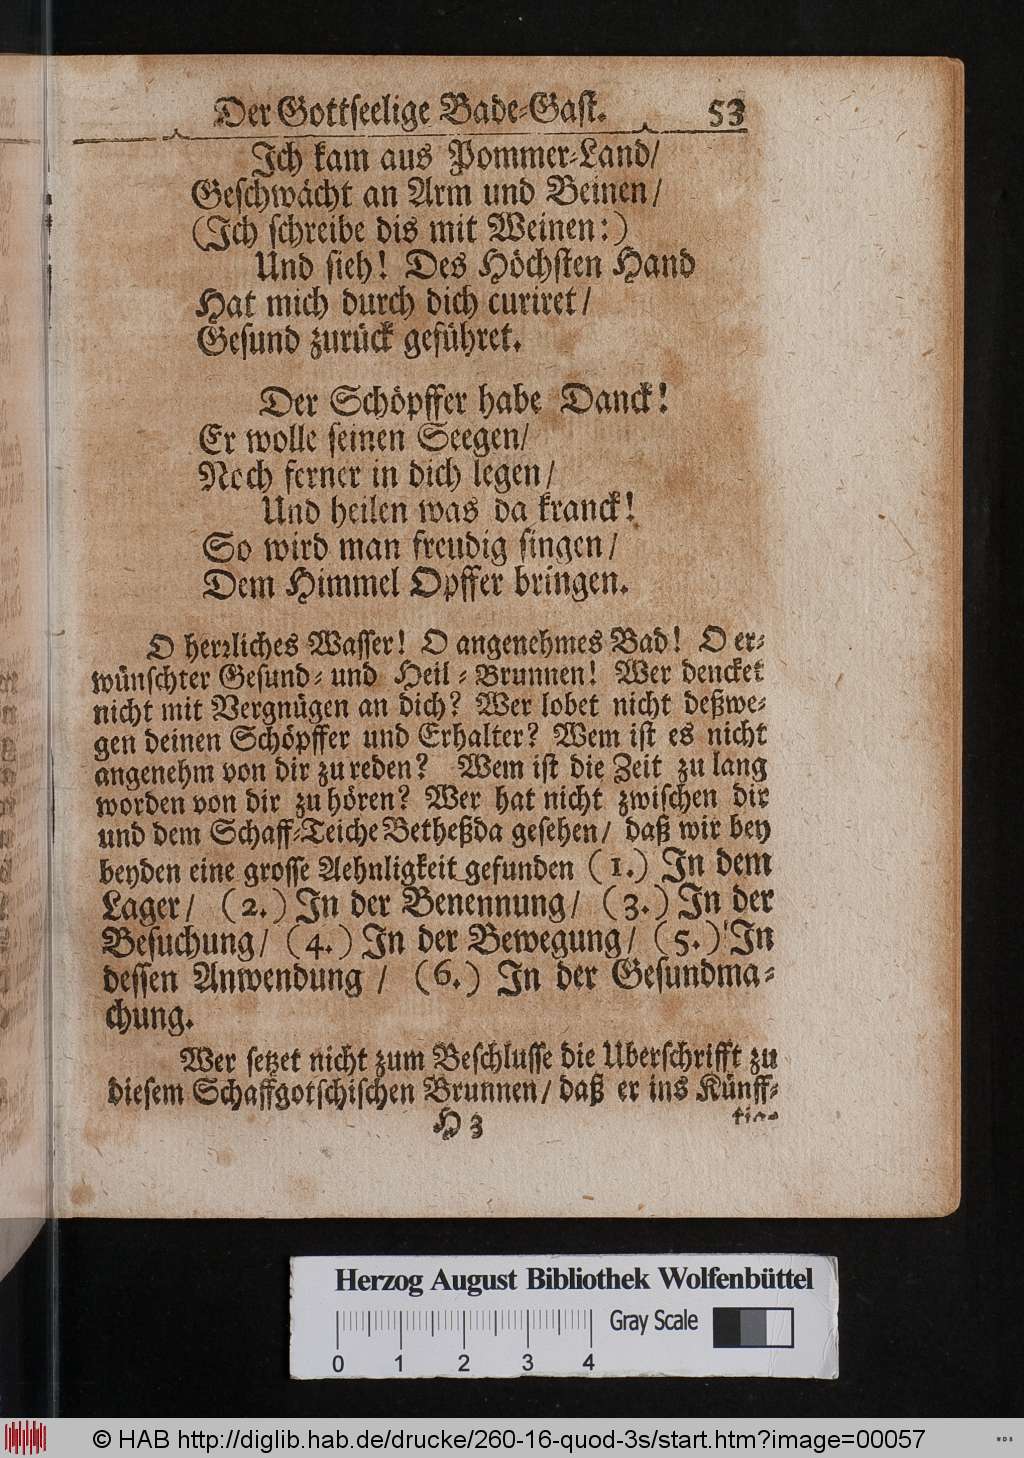 Der Gottseelige Bade-Gast. 53
Ich kam aus Pommer-Land/
Geschwächt an Arm und Beinen/
(Ich schreibe dis mit Weinen:)
Und sieh! Des Höchsten Hand
Hat mich durch dich curiret/
Gesund zurück geführet.
Der Schöpffer habe Danck!
Er wolle seinen Seegen/
Noch ferner in dich legen/
Und heilen was da kranck!
So wird man freudig singen/
Dem Himmel Opffer bringen.
O herrliches Wasser! O angenehmes Bad! O er-
wünschter Gesund- und Heil-Brunnen! Wer dencket
nicht mit Vergnügen an dich? Wer lobet nicht deßwe-
gen deinen Schöpffer und Erhalter? Wem ist es nicht
angenehm von dir zu reden? Wem ist die Zeit zu lang
worden von dir zu hören? Wer hat nicht zwischen dir
und dem Schaff-Teiche Betheßda gesehen/ daß wir bey
beyden eine grosse Aehnligkeit gefunden (1.) In dem
Lager/ (2.) In der Benennung/ (3.) In der
Besuchung/ (4.) In der Bewegung/ (5.) In
dessen Anwendung/ (6.) In der Gesundma-
chung.
Wer setzet nicht zum Beschlusse die Uberschrifft zu
diesem Schaffgotschischen Brunnen/ daß er ins Künff-
H 3 tige
Herzog August Bibliothek Wolfenbüttel
Gray Scale
0 1 2 3 4
© HAB http://diglib.hab.de/drucke/260-16-quod-3s/start.htm?image=00057